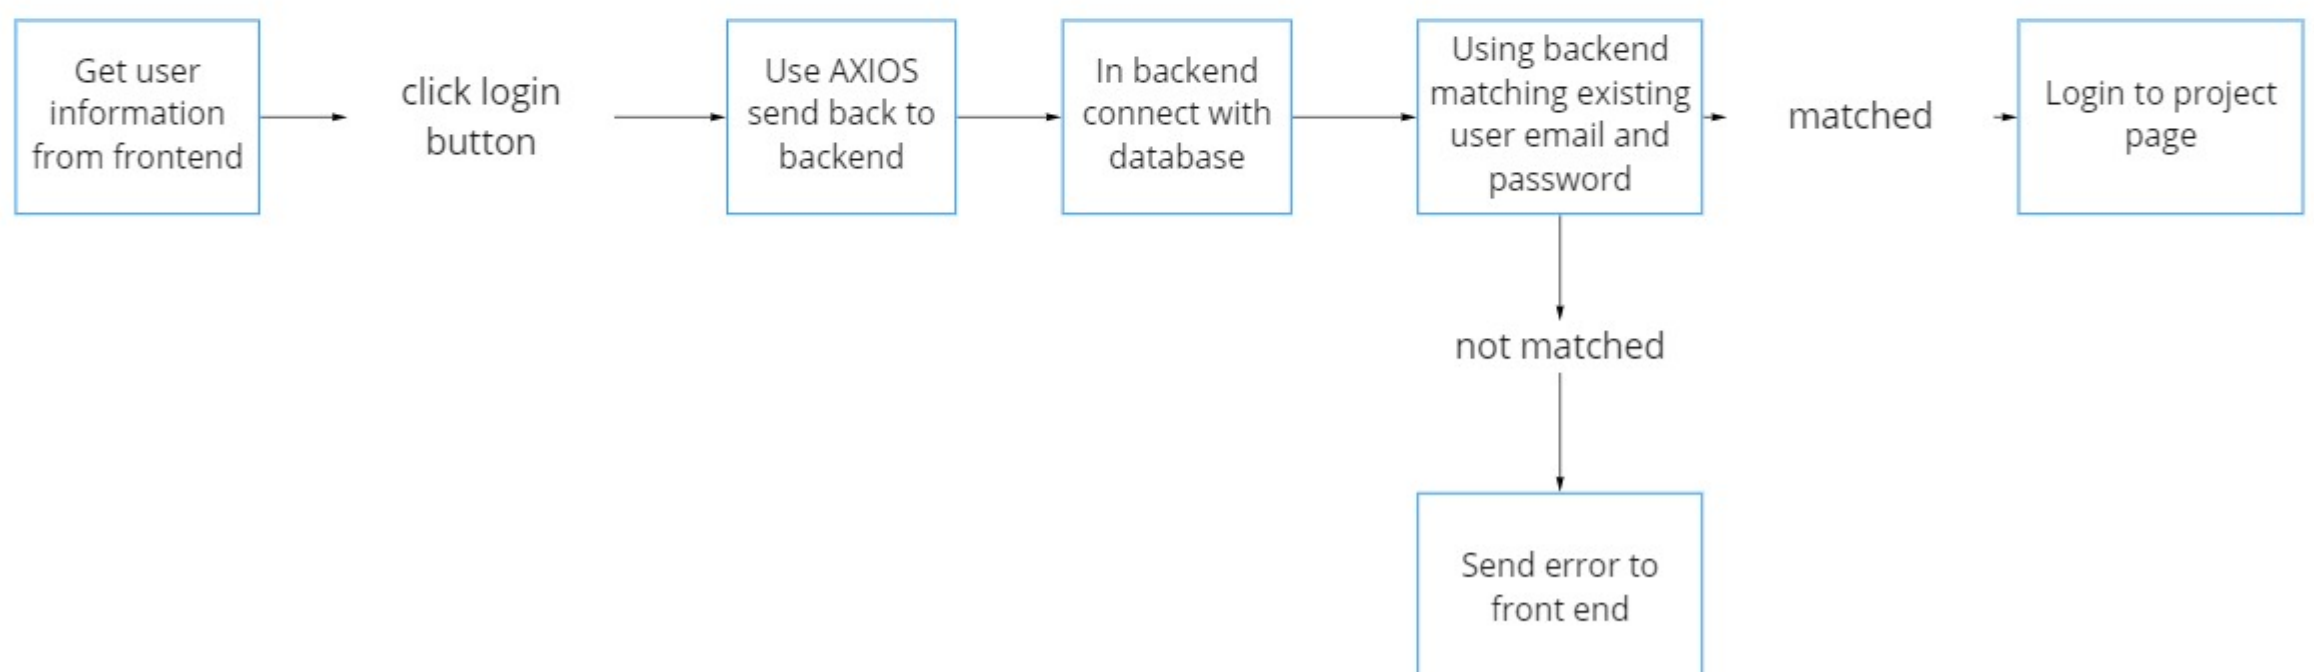 Get user
information
from frontend
click login
button
Use AXIOS
send back to
backend
In backend
connect with
database
Using backend
matching existing
user email and
password
matched
Login to project
page
not matched
Send error to
front end